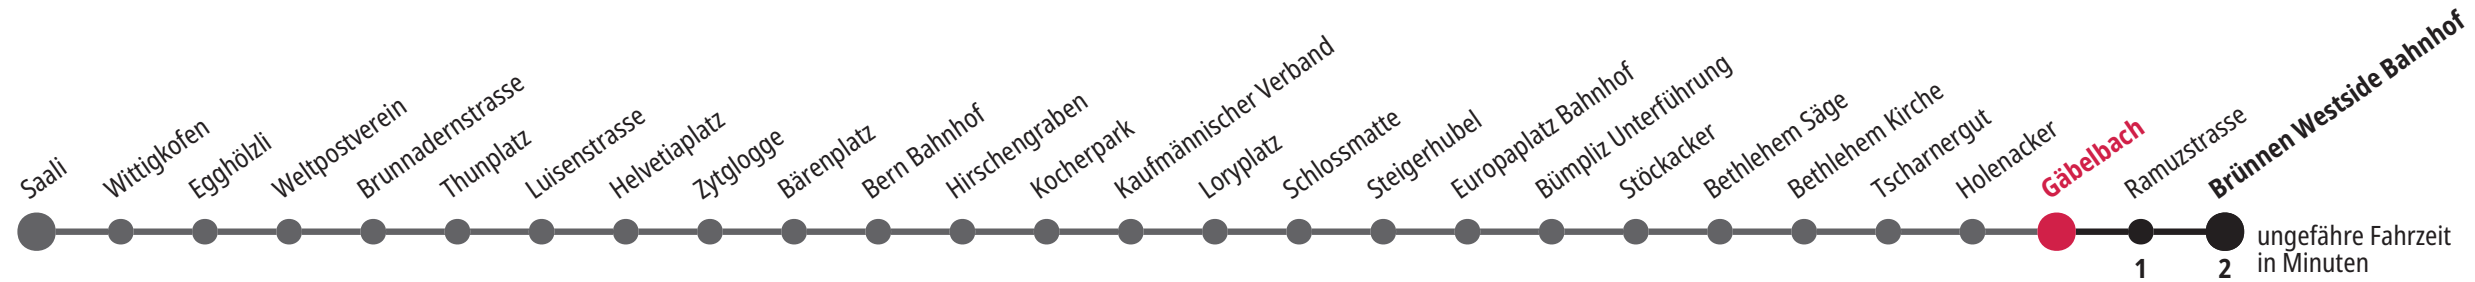 Saali
Wittigkofen
Egghölzli
Weltpostverein
Brunnadernstrasse
Thunplatz
Luisenstrasse
Helvetiaplatz
Zytglogge
Bärenplatz
Bern Bahnhof
Hirschengraben
Kocherpark
Kaufmännischer Verband
Loryplatz
Schlossmatte
Steigerhubel
Europaplatz Bahnhof
Bümpliz Unterführung
Stöckacker
Bethlehem Säge
Bethlehem Kirche
Tscharnergut
Holenacker
Gäbelbach
Ramuzstrasse
Brünnen Westside Bahnhof
1
2
ungefähre Fahrzeit
in Minuten